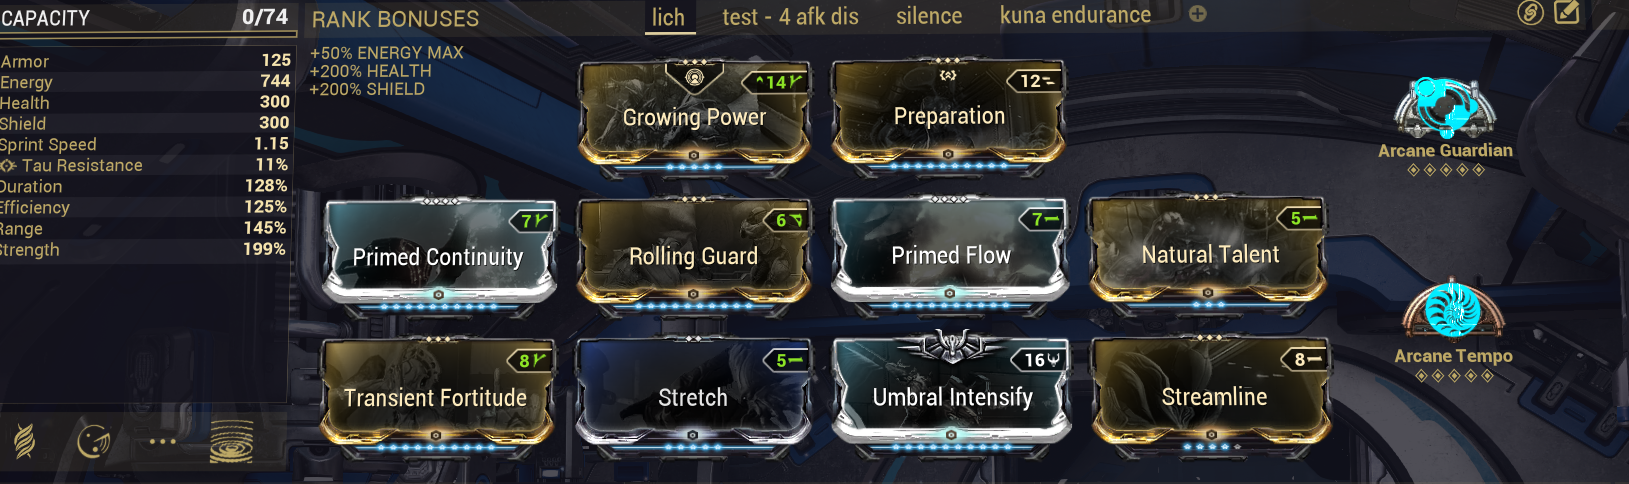 CAPACITY 0/74
RANK BONUSES
lich
test - 4 afk dis
silence
kuna endurance
+50% ENERGY MAX
+200% HEALTH
+200% SHIELD
Armor 125
Energy 744
Health 300
Shield 300
Sprint Speed 1.15
Tau Resistance 11%
Duration 128%
Efficiency 125%
Range 145%
Strength 199%
14
Growing Power
12
Preparation
Arcane Guardian
7
Primed Continuity
6
Rolling Guard
7
Primed Flow
5
Natural Talent
8
Transient Fortitude
5
Stretch
16
Umbral Intensify
8
Streamline
Arcane Tempo